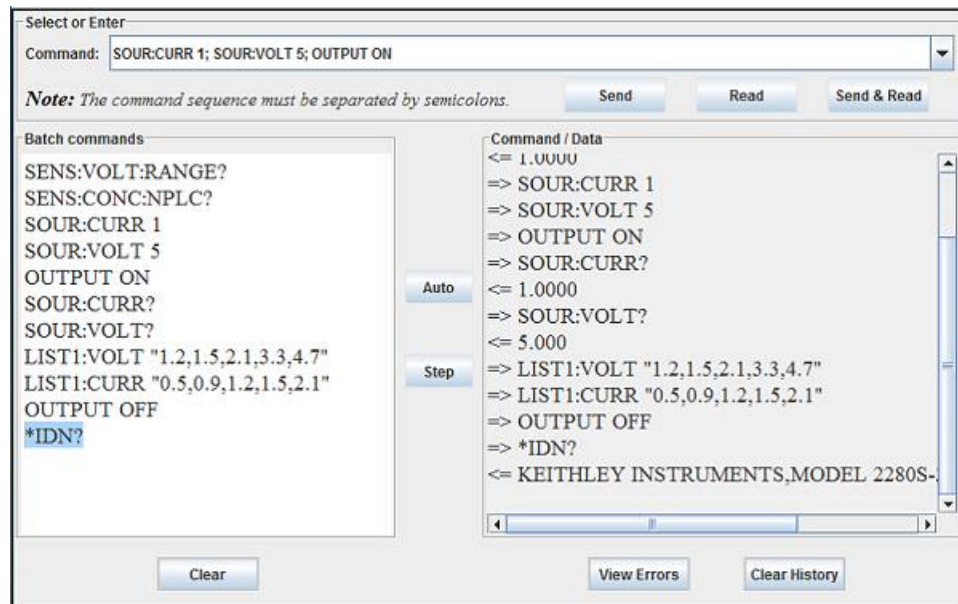 Select or Enter
Command: SOUR:CURR 1; SOUR:VOLT 5; OUTPUT ON
Note: The command sequence must be separated by semicolons.
Send
Read
Send & Read
Batch commands
SENS:VOLT:RANGE?
SENS:CONC:NPLC?
SOUR:CURR 1
SOUR:VOLT 5
OUTPUT ON
SOUR:CURR?
SOUR:VOLT?
LIST1:VOLT "1.2,1.5,2.1,3.3,4.7"
LIST1:CURR "0.5,0.9,1.2,1.5,2.1"
OUTPUT OFF
*IDN?
Auto
Step
Command / Data
<= 1.0000
=> SOUR:CURR 1
=> SOUR:VOLT 5
=> OUTPUT ON
=> SOUR:CURR?
<= 1.0000
=> SOUR:VOLT?
<= 5.000
=> LIST1:VOLT "1.2,1.5,2.1,3.3,4.7"
=> LIST1:CURR "0.5,0.9,1.2,1.5,2.1"
=> OUTPUT OFF
=> *IDN?
<= KEITHLEY INSTRUMENTS,MODEL 2280S-
Clear
View Errors
Clear History